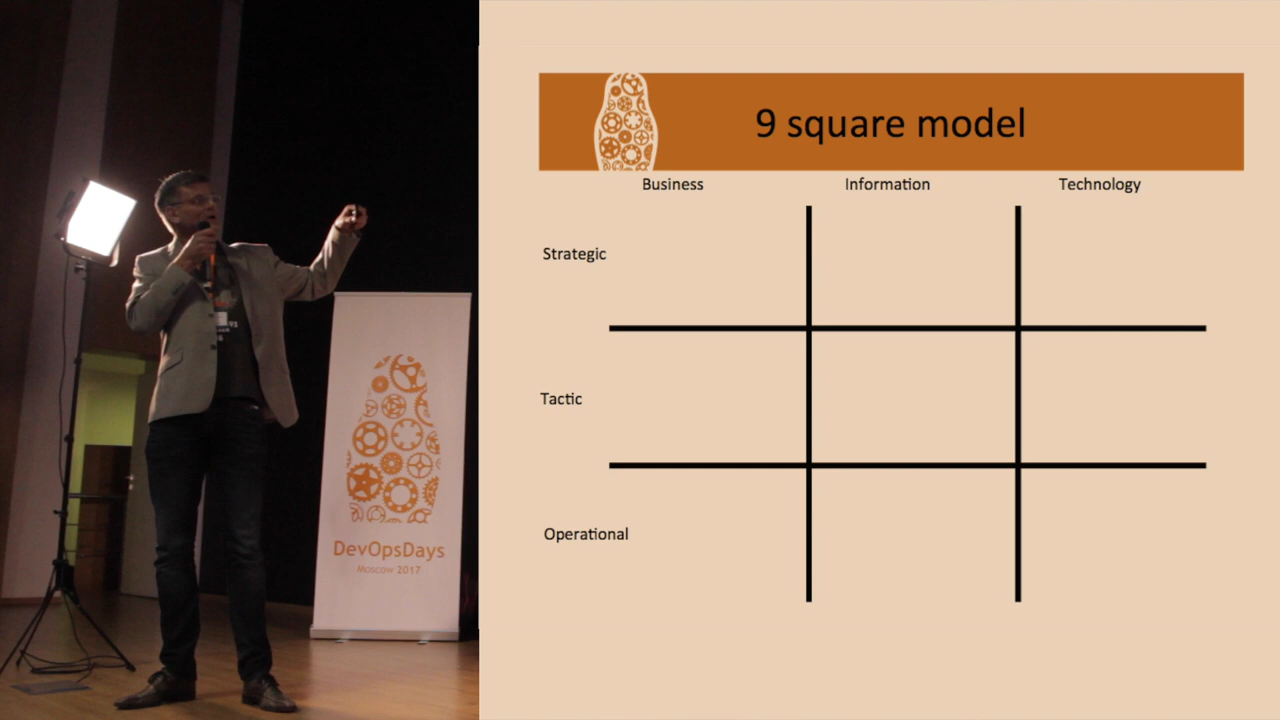 DevOpsDays
Moscow 2017
9 square model
Business Information Technology
Strategic
Tactic
Operational